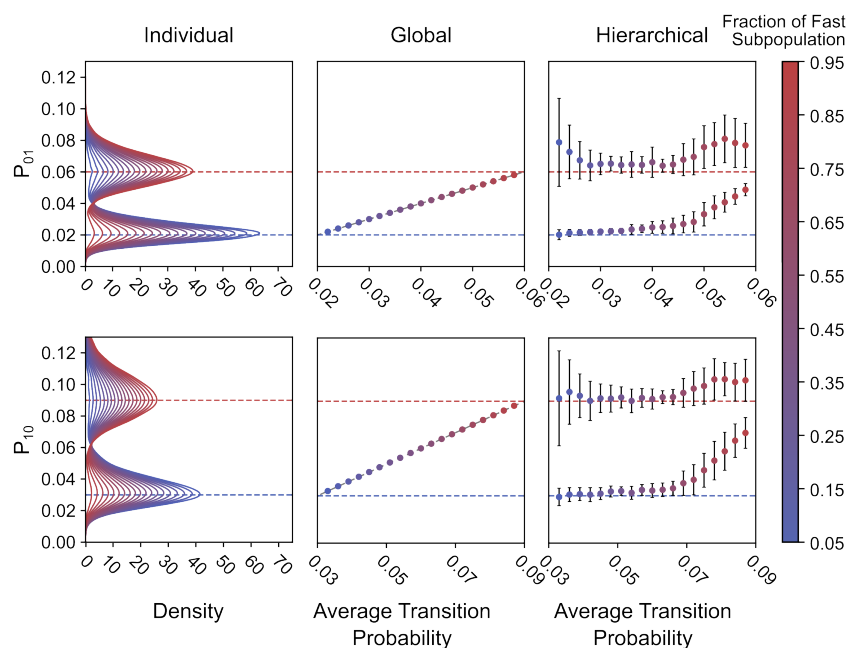 Individual
Global
Hierarchical
Fraction of Fast
Subpopulation
P01
0.12
0.10
0.08
0.06
0.04
0.02
0.00
0 10 20 30 40 50 60 70
0.02 0.03 0.04 0.05 0.06
0.02 0.03 0.04 0.05 0.06
P10
0.12
0.10
0.08
0.06
0.04
0.02
0.00
0 10 20 30 40 50 60 70
0.03 0.05 0.07 0.09
0.03 0.05 0.07 0.09
0.95
0.85
0.75
0.65
0.55
0.45
0.35
0.25
0.15
0.05
Density
Average Transition
Probability
Average Transition
Probability